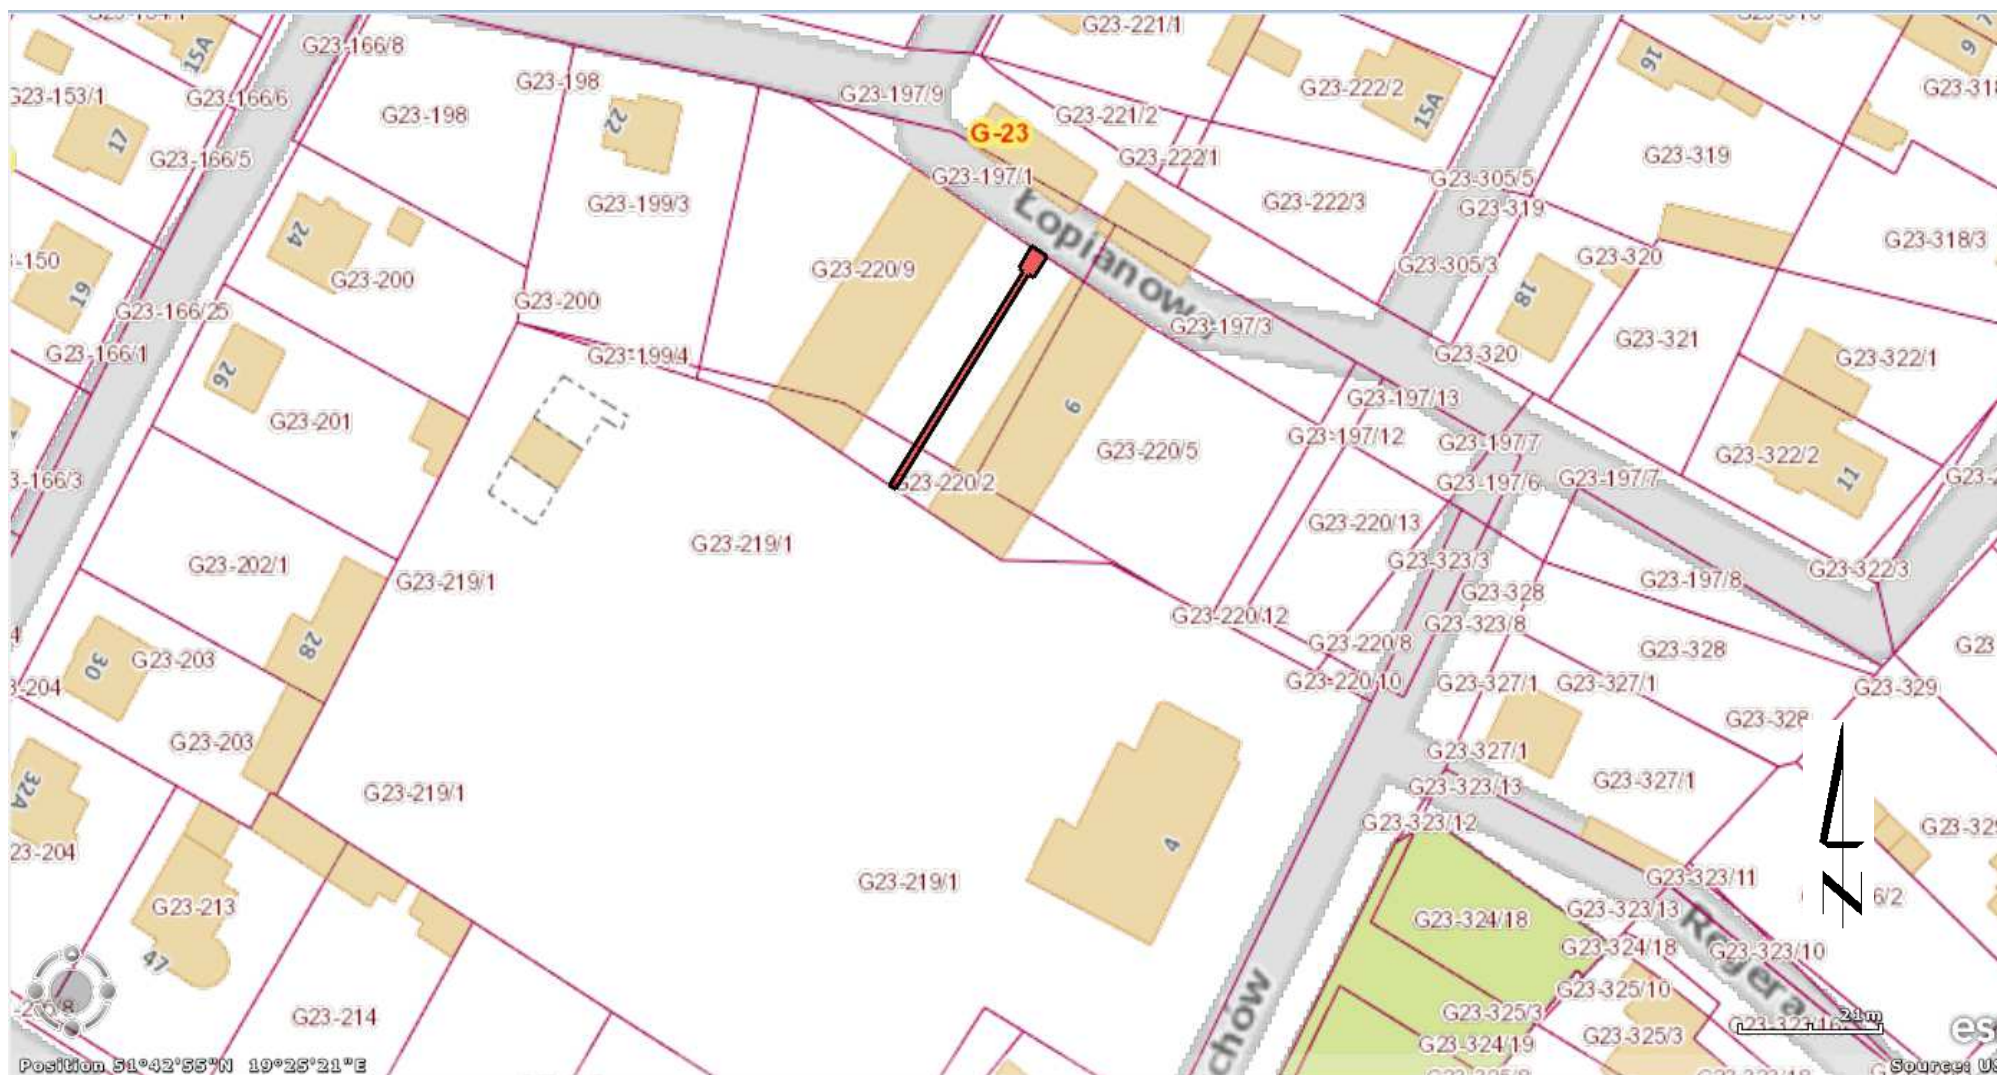 G23-166/8
G23-221/1
15A
G23-198
16
6
G23-153/1
G23-166/6
G23-198
22
G23-197/9
G23-221/2
G23-222/2
15A
17
G-23
G23-166/5
G23-222/1
G23-319
G23-197/1
G23-305/5
G23-199/3
Łopianowa
G23-222/3
G23-319
24
G23-318/3
G23-320
G23-220/9
G23-305/3
G23-200
G23-200
19
18
G23-166/25
G23-197/3
G23-321
G23-166/1
G23-199/4
G23-320
G23-322/1
26
G23-197/13
9
G23-201
G23-197/12
G23-197/7
G23-220/5
G23-322/2
11
G23-220/2
G23-197/6
G23-197/7
G23-220/13
G23-219/1
G23-323/3
G23-202/1
G23-219/1
G23-197/8
G23-322/3
G23-328
G23-220/12
G23-323/8
28
G23-220/8
G23-328
30
G23-203
G23-220/10
G23-327/1
G23-327/1
G23-329
G23-328
G23-203
G23-327/1
32A
G23-323/13
G23-327/1
G23-219/1
G23-323/12
4
G23-219/1
N
G23-323/11
G23-213
G23-324/18
G23-323/13
Regera
G23-324/18
G23-323/10
47
G23-325/10
G23-214
G23-325/3
G23-325/3
21m
G23-324/19
Position 51°42'55"N 19°25'21"E